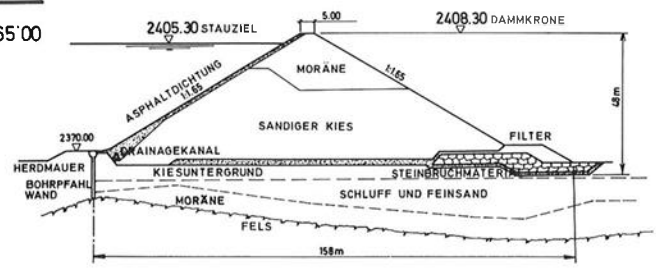 65'00
2405.30 STAUZIEL
5.00
2408.30 DAMMKRONE
MORÄNE
ASPHALTDICHTUNG
1:1.65
1:1.65
48m
SANDIGER KIES
2370.00
DRAINAGEKANAL
FILTER
HERDMAUER
KIESUNTERGRUND
STEINBRUCHMATERIAL
BOHRPFAHL
WAND
SCHLUFF UND FEINSAND
MORÄNE
FELS
158m